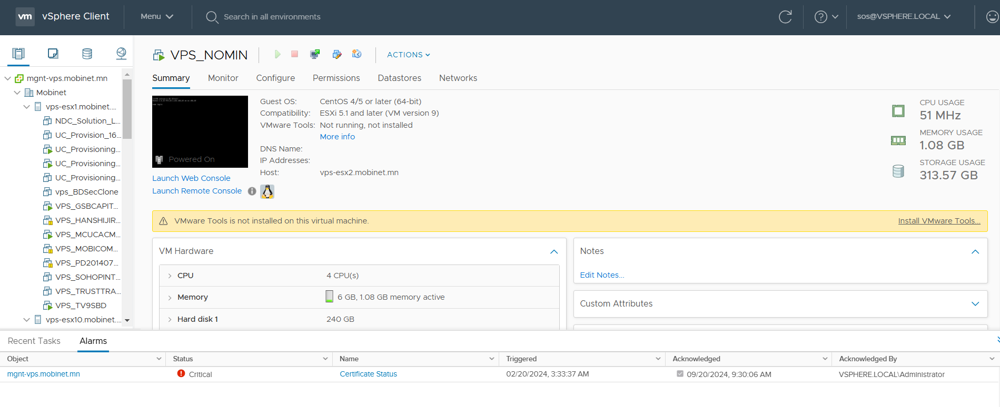 vm vSphere Client Menu Search in all environments sos@VSPHERE.LOCAL
mgnt-vps.mobinet.mn
Mobinet
vps-esx1.mobinet....
NDC_Solution_L...
UC_Provision_16...
UC_Provisioning...
UC_Provisioning...
UC_Provisioning...
vps_BDSecClone
VPS_GSBCAPIT...
VPS_HANSHIJIR...
VPS_MCUCACM...
VPS_MOBICOM...
VPS_PD201407...
VPS_SOHOPINT...
VPS_TRUSTTRA...
VPS_TV9SBD
vps-esx10.mobinet....
VPS_NOMIN ACTIONS
Summary Monitor Configure Permissions Datastores Networks
Powered On
Launch Web Console
Launch Remote Console
Guest OS: CentOS 4/5 or later (64-bit)
Compatibility: ESXi 5.1 and later (VM version 9)
VMware Tools: Not running, not installed
More info
DNS Name:
IP Addresses:
Host: vps-esx2.mobinet.mn
CPU USAGE
51 MHz
MEMORY USAGE
1.08 GB
STORAGE USAGE
313.57 GB
VMware Tools is not installed on this virtual machine. Install VMware Tools...
VM Hardware
CPU 4 CPU(s)
Memory 6 GB, 1.08 GB memory active
Hard disk 1 240 GB
Notes
Edit Notes...
Custom Attributes
Recent Tasks Alarms
Object Status Name Triggered Acknowledged Acknowledged By
mgnt-vps.mobinet.mn Critical Certificate Status 02/20/2024, 3:33:37 AM 09/20/2024, 9:30:06 AM VSPHERE.LOCAL\Administrator